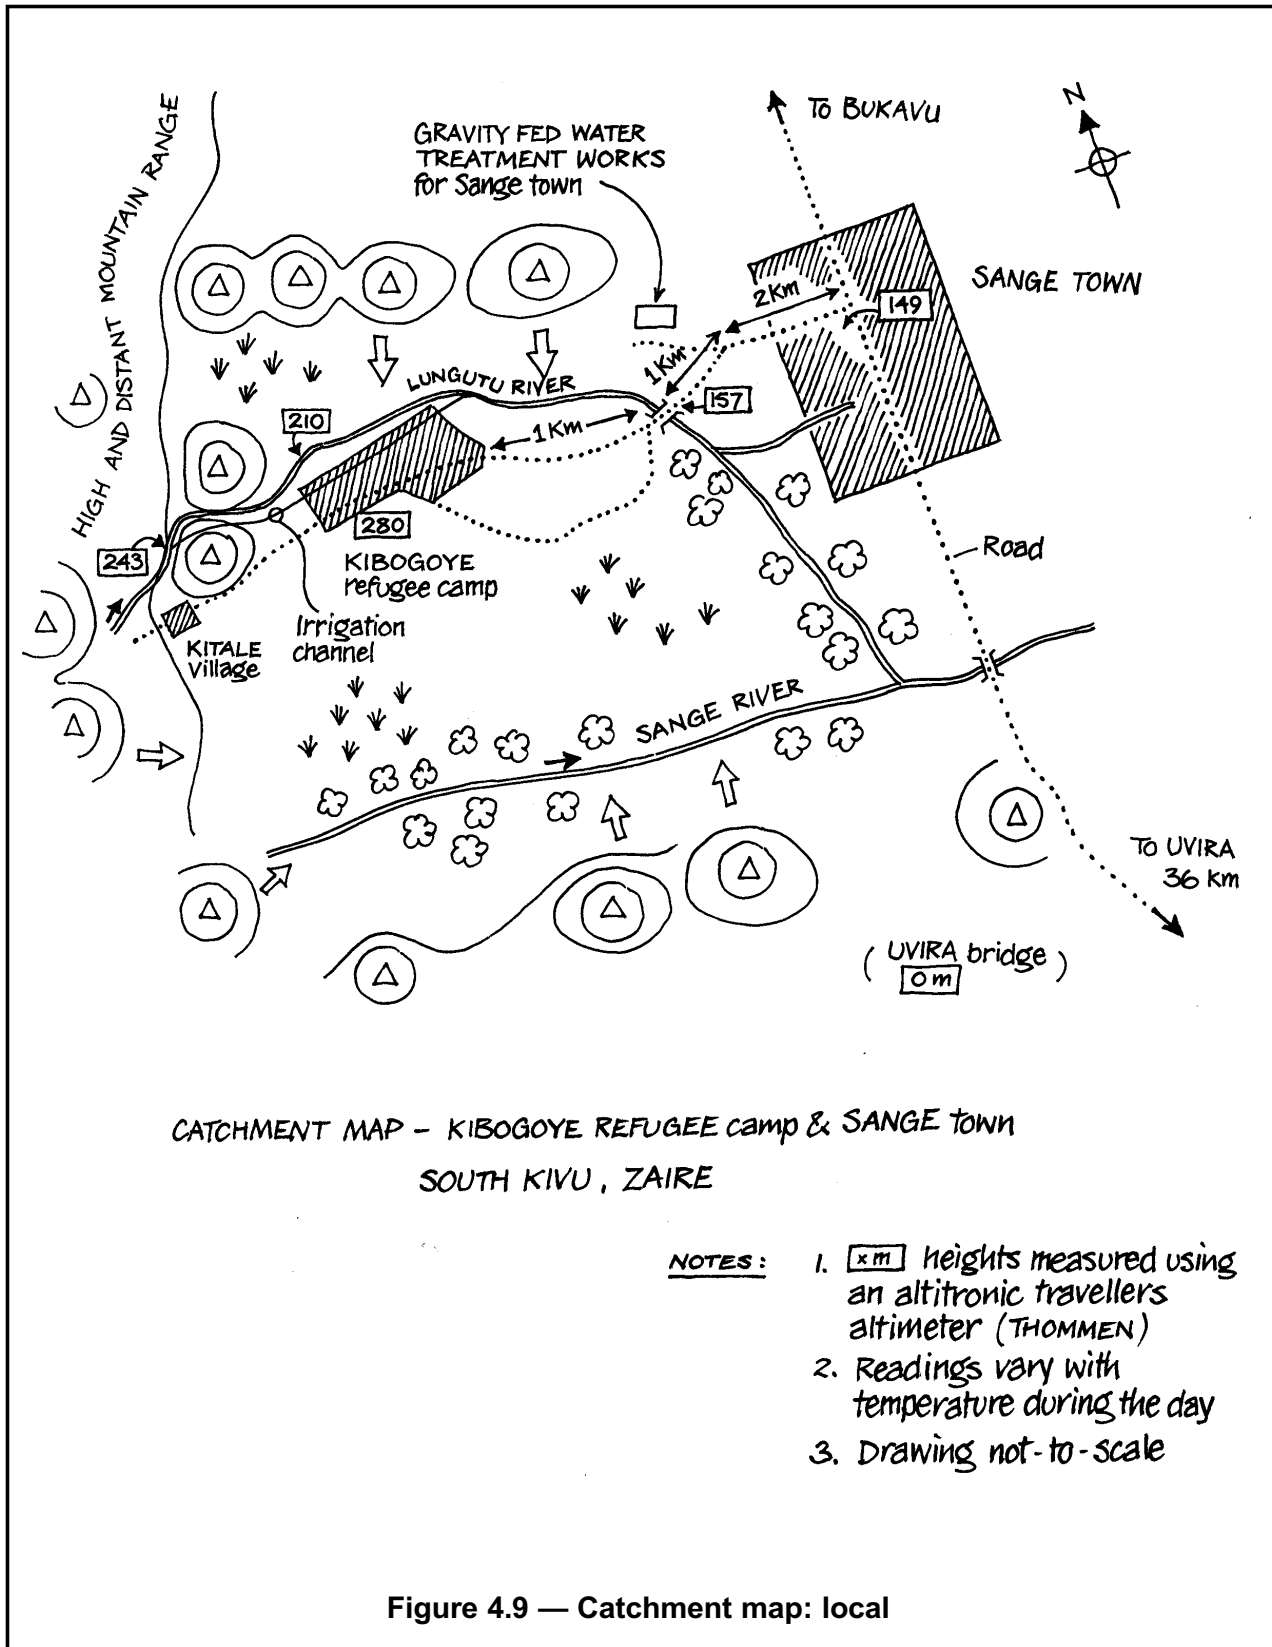 HIGH AND DISTANT MOUNTAIN RANGE
GRAVITY FED WATER
TREATMENT WORKS
for Sange town
TO BUKAVU
N
SANGE TOWN
2Km
149
1Km
157
LUNGUTU RIVER
1Km
210
280
KIBOGOYE
refugee camp
243
KITALE
Village
Irrigation
channel
Road
SANGE RIVER
TO UVIRA
36 Km
( UVIRA bridge )
0 m
CATCHMENT MAP - KIBOGOYE REFUGEE camp & SANGE town
SOUTH KIVU, ZAIRE
NOTES: 1. x m heights measured using
an altitronic travellers
altimeter (THOMMEN)
2. Readings vary with
temperature during the day
3. Drawing not-to-scale
Figure 4.9 — Catchment map: local